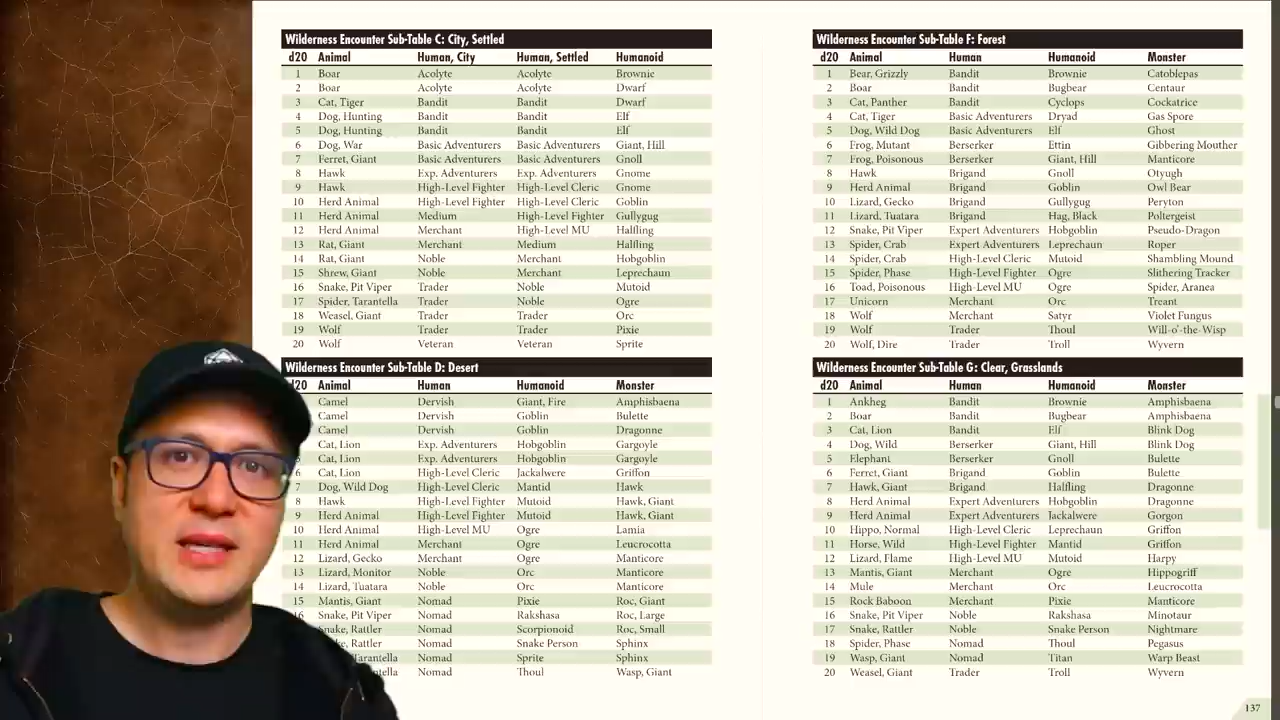 Wilderness Encounter Sub-Table C: City, Settled
d20 Animal Human, City Human, Settled Humanoid
1 Boar Acolyte Acolyte Brownie
2 Boar Acolyte Acolyte Dwarf
3 Cat, Tiger Bandit Bandit Dwarf
4 Dog, Hunting Bandit Bandit Elf
5 Dog, Hunting Bandit Bandit Elf
6 Dog, War Basic Adventurers Basic Adventurers Giant, Hill
7 Ferret, Giant Basic Adventurers Basic Adventurers Gnoll
8 Hawk Exp. Adventurers Exp. Adventurers Gnome
9 Hawk High-Level Fighter High-Level Cleric Gnome
10 Herd Animal High-Level Fighter High-Level Cleric Goblin
11 Herd Animal Medium High-Level Fighter Gullygug
12 Herd Animal Merchant High-Level MU Halfling
13 Rat, Giant Merchant Medium Halfling
14 Rat, Giant Noble Merchant Hobgoblin
15 Shrew, Giant Noble Merchant Leprechaun
16 Snake, Pit Viper Trader Noble Mutoid
17 Spider, Tarantella Trader Noble Ogre
18 Weasel, Giant Trader Trader Orc
19 Wolf Trader Trader Pixie
20 Wolf Veteran Veteran Sprite
Wilderness Encounter Sub-Table D: Desert
d20 Animal Human Humanoid Monster
Camel Dervish Giant, Fire Amphisbaena
Camel Dervish Goblin Bulette
Camel Dervish Goblin Dragonne
Cat, Lion Exp. Adventurers Hobgoblin Gargoyle
5 Cat, Lion Exp. Adventurers Hobgoblin Gargoyle
6 Cat, Lion High-Level Cleric Jackalwere Griffon
7 Dog, Wild Dog High-Level Cleric Mantid Hawk
8 Hawk High-Level Fighter Mutoid Hawk, Giant
9 Herd Animal High-Level Fighter Mutoid Hawk, Giant
10 Herd Animal High-Level MU Ogre Lamia
11 Herd Animal Merchant Ogre Leucrocotta
12 Lizard, Gecko Merchant Ogre Manticore
13 Lizard, Monitor Noble Orc Manticore
14 Lizard, Tuatara Noble Orc Manticore
15 Mantis, Giant Nomad Pixie Roc, Giant
16 Snake, Pit Viper Nomad Rakshasa Roc, Large
Snake, Rattler Nomad Scorpionoid Roc, Small
Rattler Nomad Snake Person Sphinx
Tarantella Nomad Sprite Sphinx
Nomad Thoul Wasp, Giant
Wilderness Encounter Sub-Table F: Forest
d20 Animal Human Humanoid Monster
1 Bear, Grizzly Bandit Brownie Catoblepas
2 Boar Bandit Bugbear Centaur
3 Cat, Panther Bandit Cyclops Cockatrice
4 Cat, Tiger Basic Adventurers Dryad Gas Spore
5 Dog, Wild Dog Basic Adventurers Elf Ghost
6 Frog, Mutant Berserker Ettin Gibbering Mouther
7 Frog, Poisonous Berserker Giant, Hill Manticore
8 Hawk Brigand Gnoll Otyugh
9 Herd Animal Brigand Goblin Owl Bear
10 Lizard, Gecko Brigand Gullygug Peryton
11 Lizard, Tuatara Brigand Hag, Black Poltergeist
12 Snake, Pit Viper Expert Adventurers Hobgoblin Pseudo-Dragon
13 Spider, Crab Expert Adventurers Leprechaun Roper
14 Spider, Crab High-Level Cleric Mutoid Shambling Mound
15 Spider, Phase High-Level Fighter Ogre Slithering Tracker
16 Toad, Poisonous High-Level MU Ogre Spider, Aranea
17 Unicorn Merchant Orc Treant
18 Wolf Merchant Satyr Violet Fungus
19 Wolf Trader Thoul Will-o'-the-Wisp
20 Wolf, Dire Trader Troll Wyvern
Wilderness Encounter Sub-Table G: Clear, Grasslands
d20 Animal Human Humanoid Monster
1 Ankheg Bandit Brownie Amphisbaena
2 Boar Bandit Bugbear Amphisbaena
3 Cat, Lion Bandit Elf Blink Dog
4 Dog, Wild Berserker Giant, Hill Blink Dog
5 Elephant Berserker Gnoll Bulette
6 Ferret, Giant Brigand Goblin Bulette
7 Hawk, Giant Brigand Halfling Dragonne
8 Herd Animal Expert Adventurers Hobgoblin Dragonne
9 Herd Animal Expert Adventurers Jackalwere Gorgon
10 Hippo, Normal High-Level Cleric Leprechaun Griffon
11 Horse, Wild High-Level Fighter Mantid Griffon
12 Lizard, Flame High-Level MU Mutoid Harpy
13 Mantis, Giant Merchant Ogre Hippogriff
14 Mule Merchant Orc Leucrocotta
15 Rock Baboon Merchant Pixie Manticore
16 Snake, Pit Viper Noble Rakshasa Minotaur
17 Snake, Rattler Noble Snake Person Nightmare
18 Spider, Phase Nomad Thoul Pegasus
19 Wasp, Giant Nomad Titan Warp Beast
20 Weasel, Giant Trader Troll Wyvern
137